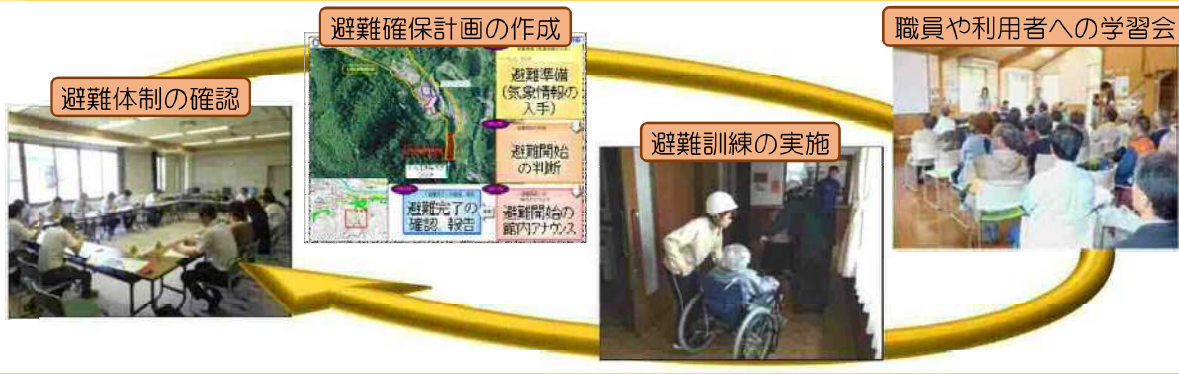 避難確保計画の作成
職員や利用者への学習会
避難体制の確認
避難訓練の実施
避難準備
(気象情報の
入手)
避難開始
の判断
避難開始の
館内アナウンス
避難完了の
確認、報告